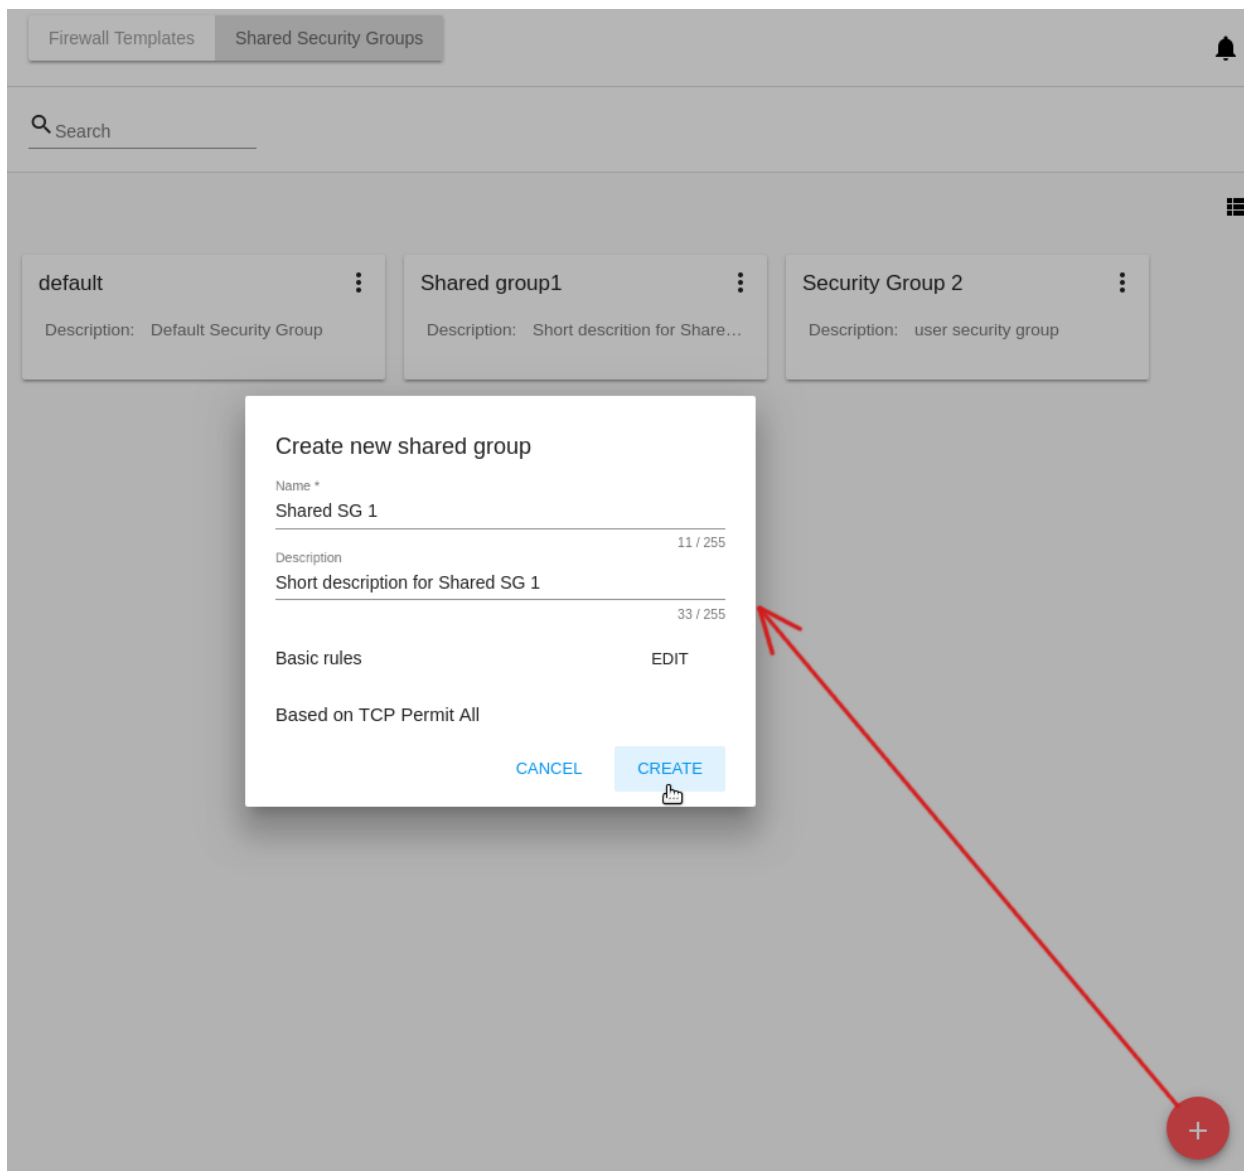 Firewall Templates Shared Security Groups
Search
default Shared group1 Security Group 2
Description: Default Security Group Description: Short descrition for Share... Description: user security group
Create new shared group
Name *
Shared SG 1
11 / 255
Description
Short description for Shared SG 1
33 / 255
Basic rules EDIT
Based on TCP Permit All
CANCEL CREATE